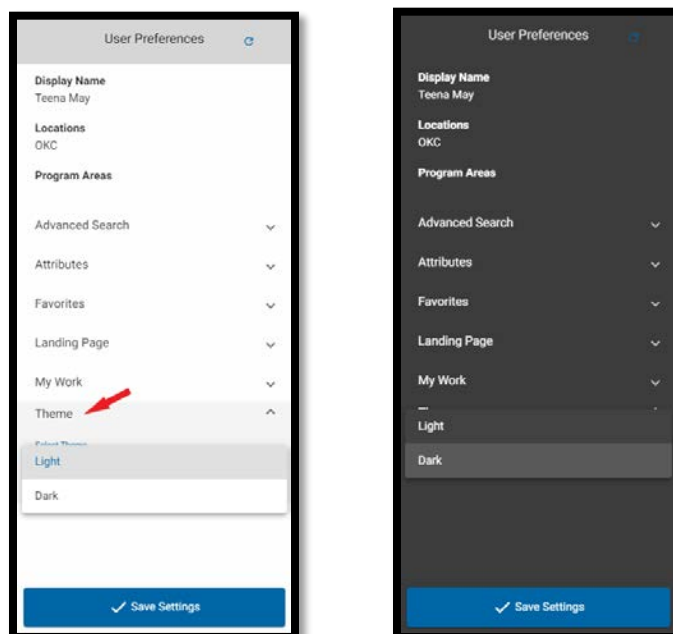 User Preferences
Display Name
Teena May
Locations
OKC
Program Areas
Advanced Search
Attributes
Favorites
Landing Page
My Work
Theme
Select Theme
Light
Dark
Save Settings
User Preferences
Display Name
Teena May
Locations
OKC
Program Areas
Advanced Search
Attributes
Favorites
Landing Page
My Work
Light
Dark
Save Settings